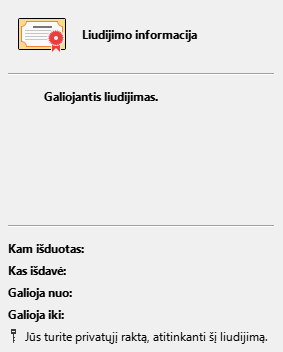 Liudijimo informacija
Galiojantis liudijimas.
Kam išduotas:
Kas išdavė:
Galioja nuo:
Galioja iki:
Jūs turite privatųjį raktą, atitinkantį šį liudijimą.